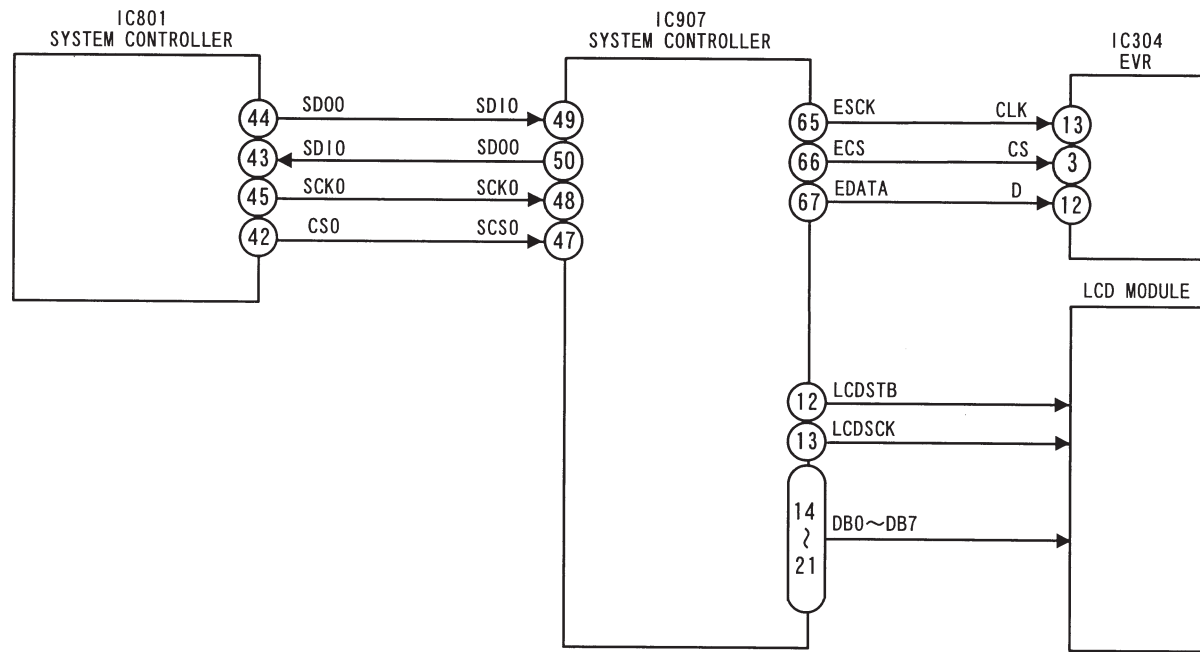 IC801
SYSTEM CONTROLLER
IC907
SYSTEM CONTROLLER
IC304
EVR
44 SDO0 SDI0 49
43 SDI0 SDO0 50
45 SCK0 SCK0 48
42 CS0 SCS0 47
65 ESCK CLK 13
66 ECS CS 3
67 EDATA D 12
LCD MODULE
12 LCDSTB
13 LCDSCK
14
~
21
DB0~DB7